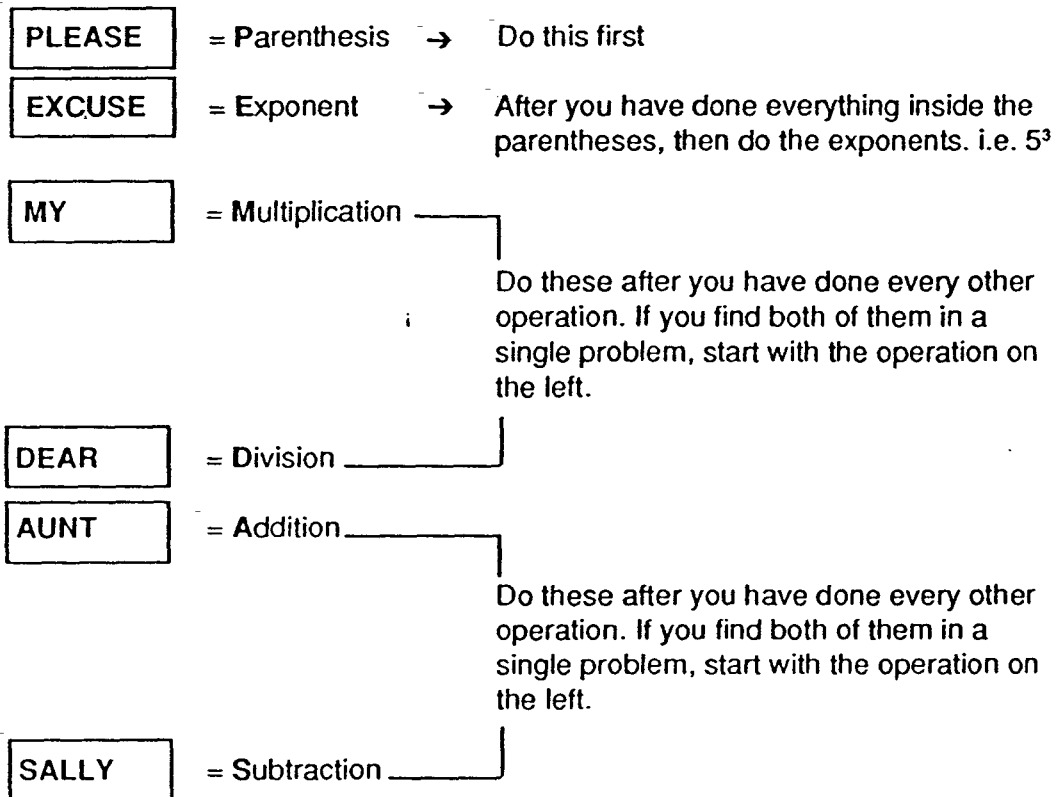 PLEASE = Parenthesis → Do this first
EXCUSE = Exponent → After you have done everything inside the
parentheses, then do the exponents. i.e. 5³
MY = Multiplication
Do these after you have done every other
operation. If you find both of them in a
single problem, start with the operation on
the left.
DEAR = Division
AUNT = Addition
Do these after you have done every other
operation. If you find both of them in a
single problem, start with the operation on
the left.
SALLY = Subtraction